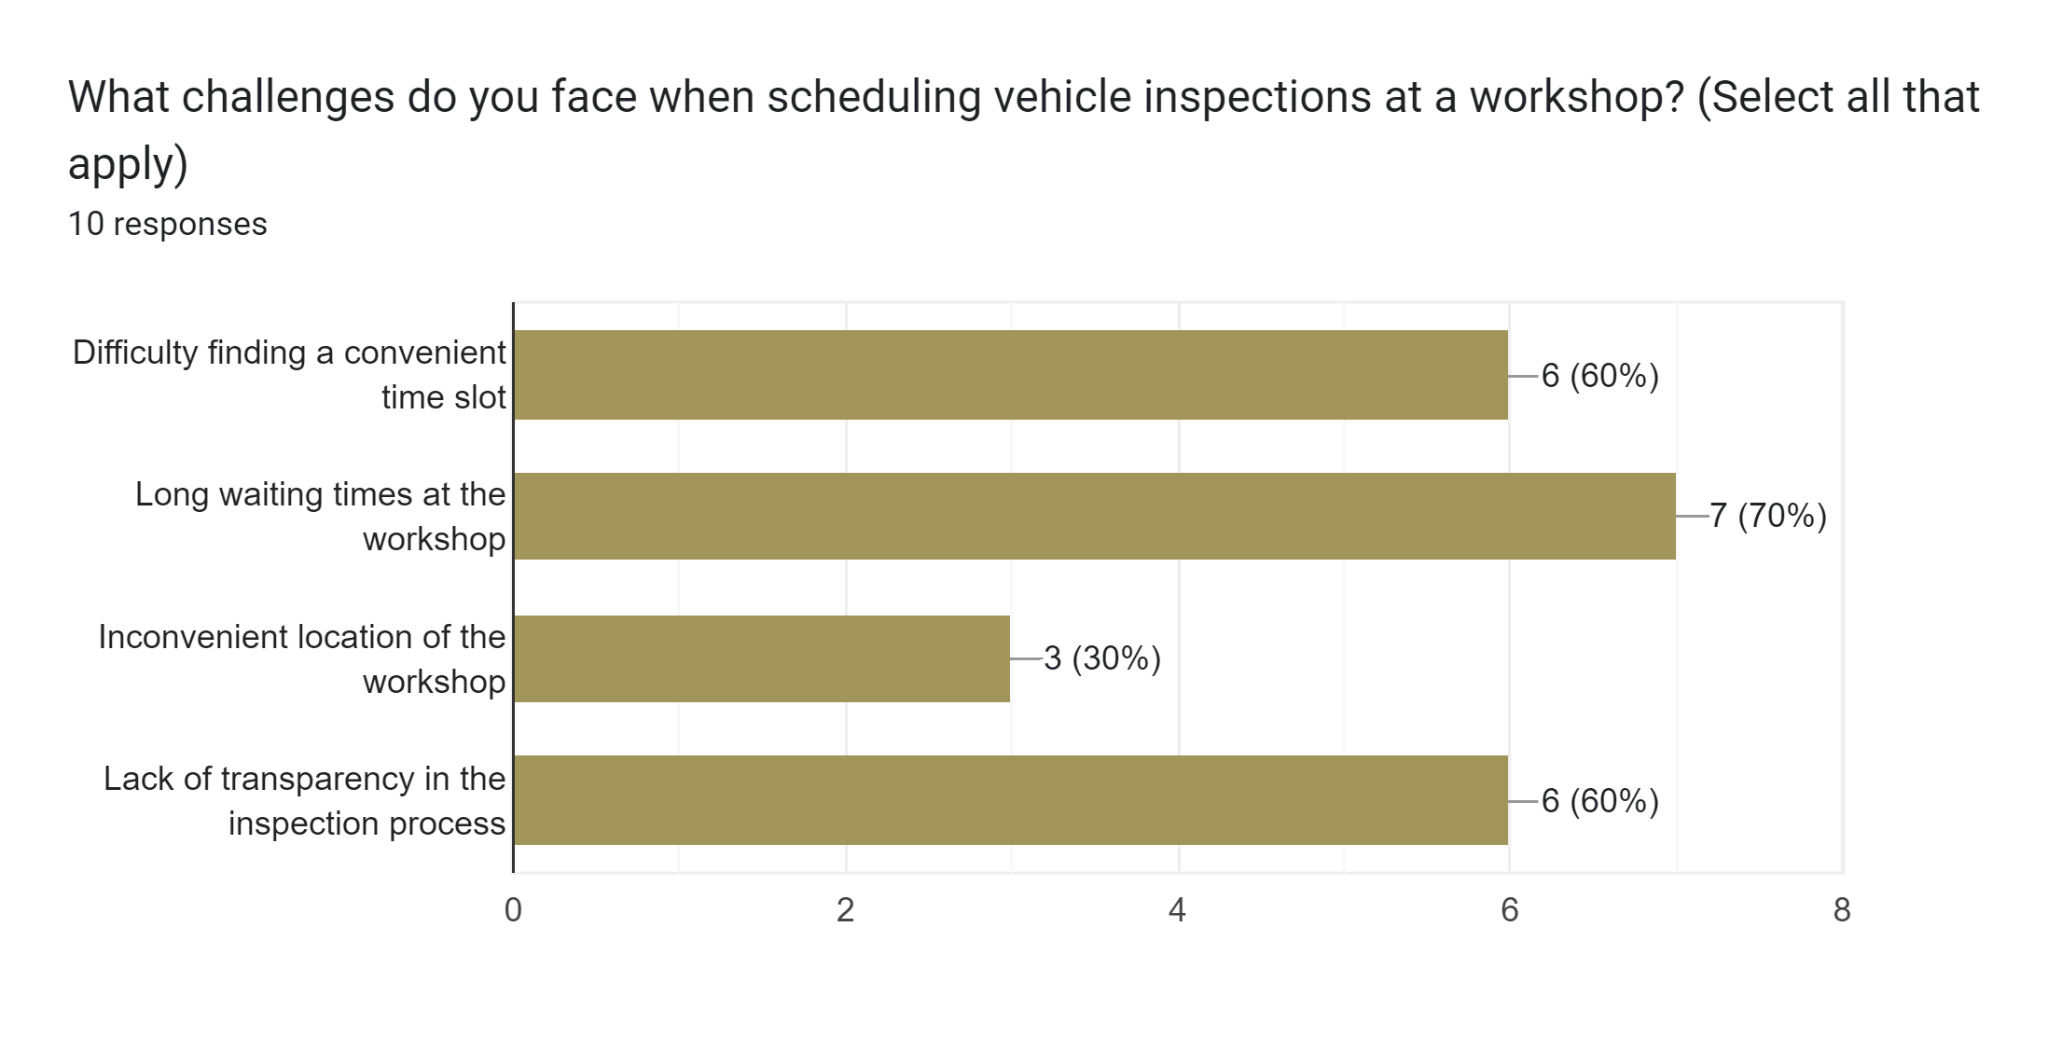 What challenges do you face when scheduling vehicle inspections at a workshop? (Select all that
apply)
10 responses
Difficulty finding a convenient
time slot
6 (60%)
Long waiting times at the
workshop
7 (70%)
Inconvenient location of the
workshop
3 (30%)
Lack of transparency in the
inspection process
6 (60%)
0 2 4 6 8